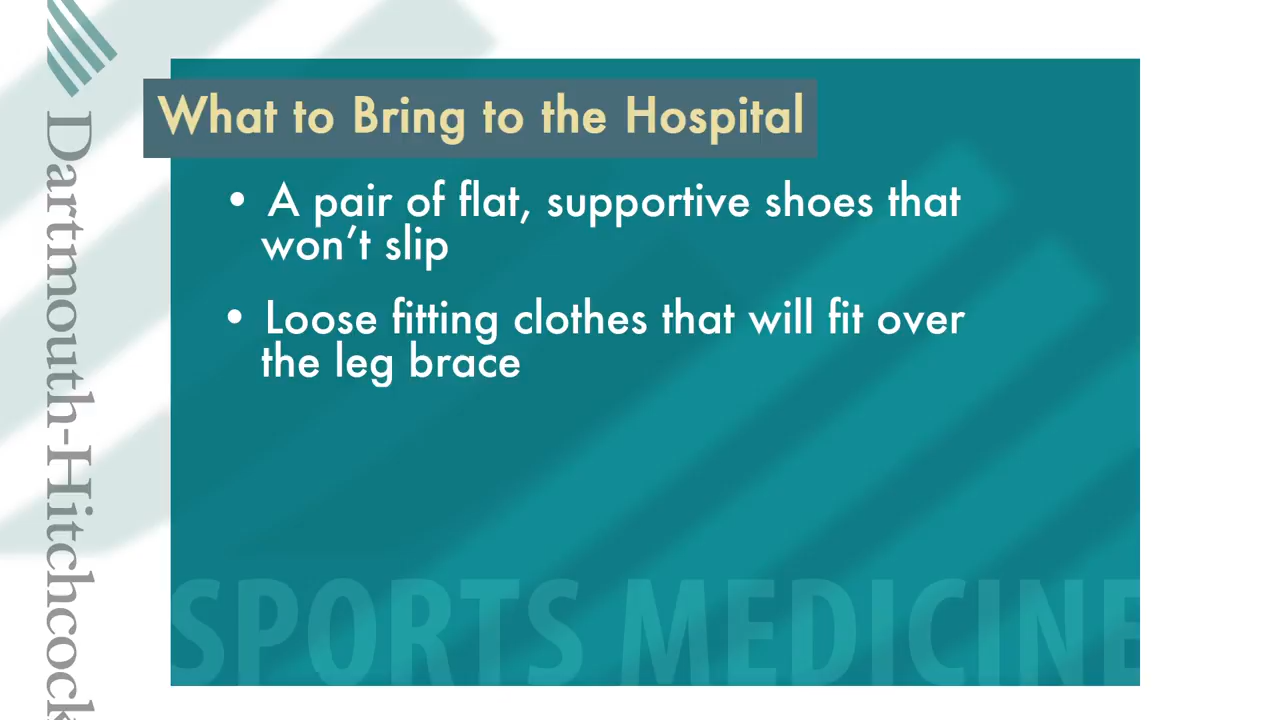 Dartmouth-Hitchcock
What to Bring to the Hospital
• A pair of flat, supportive shoes that
won’t slip
• Loose fitting clothes that will fit over
the leg brace
SPORTS MEDICINE